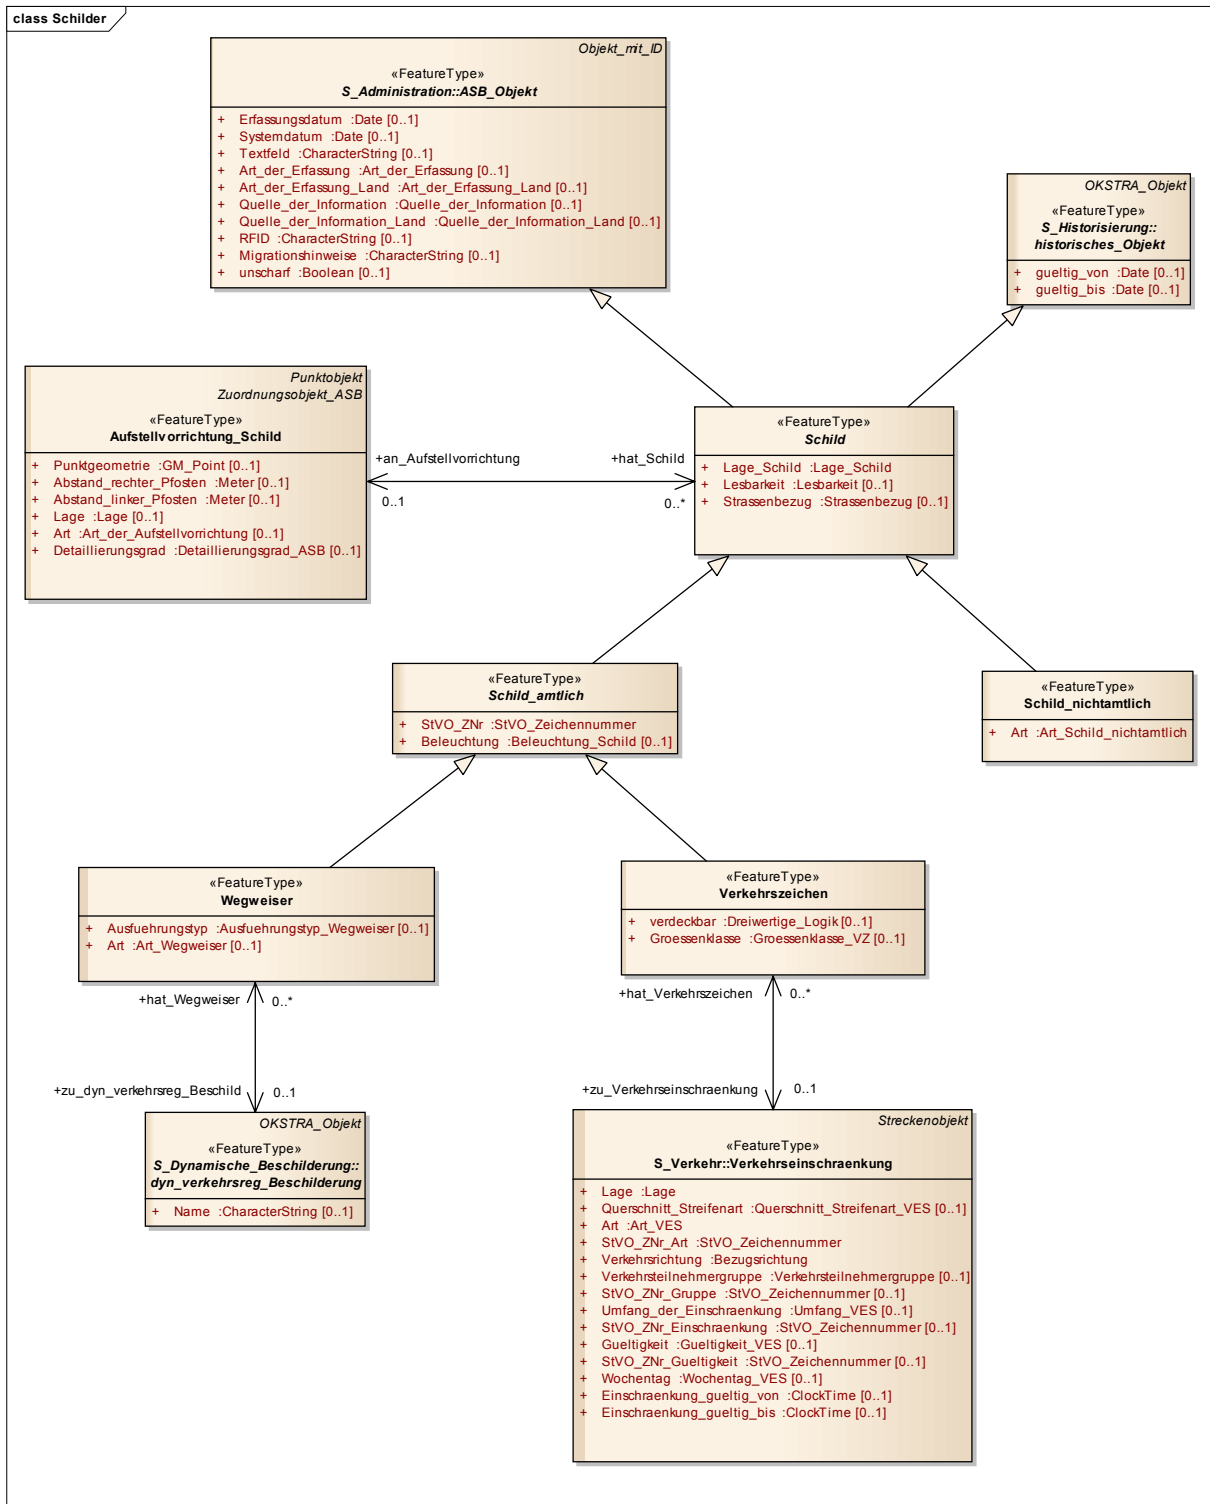 class Schilder
Objekt_mit_ID
«FeatureType»
S_Administration::ASB_Objekt
+ Erfassungsdatum :Date [0..1]
+ Systemdatum :Date [0..1]
+ Textfeld :CharacterString [0..1]
+ Art_der_Erfassung :Art_der_Erfassung [0..1]
+ Art_der_Erfassung_Land :Art_der_Erfassung_Land [0..1]
+ Quelle_der_Information :Quelle_der_Information [0..1]
+ Quelle_der_Information_Land :Quelle_der_Information_Land [0..1]
+ RFID :CharacterString [0..1]
+ Migrationshinweise :CharacterString [0..1]
+ unscharf :Boolean [0..1]
OKSTRA_Objekt
«FeatureType»
S_Historisierung::
historisches_Objekt
+ gueltig_von :Date [0..1]
+ gueltig_bis :Date [0..1]
Punktobjekt
Zuordnungsobjekt_ASB
«FeatureType»
Aufstellvorrichtung_Schild
+ Punktgeometrie :GM_Point [0..1]
+ Abstand_rechter_Pfosten :Meter [0..1]
+ Abstand_linker_Pfosten :Meter [0..1]
+ Lage :Lage [0..1]
+ Art :Art_der_Aufstellvorrichtung [0..1]
+ Detaillierungsgrad :Detaillierungsgrad_ASB [0..1]
+an_Aufstellvorrichtung
0..1
+hat_Schild
0..*
«FeatureType»
Schild
+ Lage_Schild :Lage_Schild
+ Lesbarkeit :Lesbarkeit [0..1]
+ Strassenbezug :Strassenbezug [0..1]
«FeatureType»
Schild_amtlich
+ StVO_ZNr :StVO_Zeichennummer
+ Beleuchtung :Beleuchtung_Schild [0..1]
«FeatureType»
Schild_nichtamtlich
+ Art :Art_Schild_nichtamtlich
«FeatureType»
Wegweiser
+ Ausfuehrungstyp :Ausfuehrungstyp_Wegweiser [0..1]
+ Art :Art_Wegweiser [0..1]
«FeatureType»
Verkehrszeichen
+ verdeckbar :Dreiwertige_Logik [0..1]
+ Groessenklasse :Groessenklasse_VZ [0..1]
+hat_Wegweiser
0..*
+zu_dyn_verkehrsreg_Beschild
0..1
+hat_Verkehrszeichen
0..*
+zu_Verkehrseinschraenkung
0..1
OKSTRA_Objekt
«FeatureType»
S_Dynamische_Beschilderung::
dyn_verkehrsreg_Beschilderung
+ Name :CharacterString [0..1]
Streckenobjekt
«FeatureType»
S_Verkehr::Verkehrseinschraenkung
+ Lage :Lage
+ Querschnitt_Streifenart :Querschnitt_Streifenart_VES [0..1]
+ Art :Art_VES
+ StVO_ZNr_Art :StVO_Zeichennummer
+ Verkehrsrichtung :Bezugsrichtung
+ Verkehrsteilnehmergruppe :Verkehrsteilnehmergruppe [0..1]
+ StVO_ZNr_Gruppe :StVO_Zeichennummer [0..1]
+ Umfang_der_Einschraenkung :Umfang_VES [0..1]
+ StVO_ZNr_Einschraenkung :StVO_Zeichennummer [0..1]
+ Gueltigkeit :Gueltigkeit_VES [0..1]
+ StVO_ZNr_Gueltigkeit :StVO_Zeichennummer [0..1]
+ Wochentag :Wochentag_VES [0..1]
+ Einschraenkung_gueltig_von :ClockTime [0..1]
+ Einschraenkung_gueltig_bis :ClockTime [0..1]